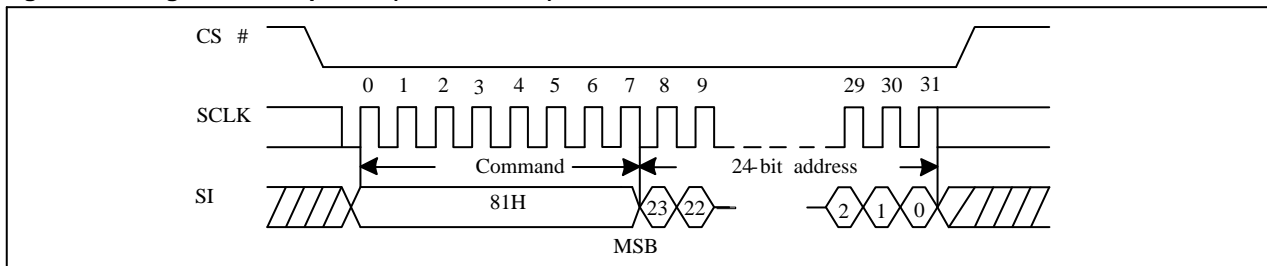 CS #
0 1 2 3 4 5 6 7 8 9 29 30 31
SCLK
Command 24-bit address
SI
81H 23 22 2 1 0
MSB